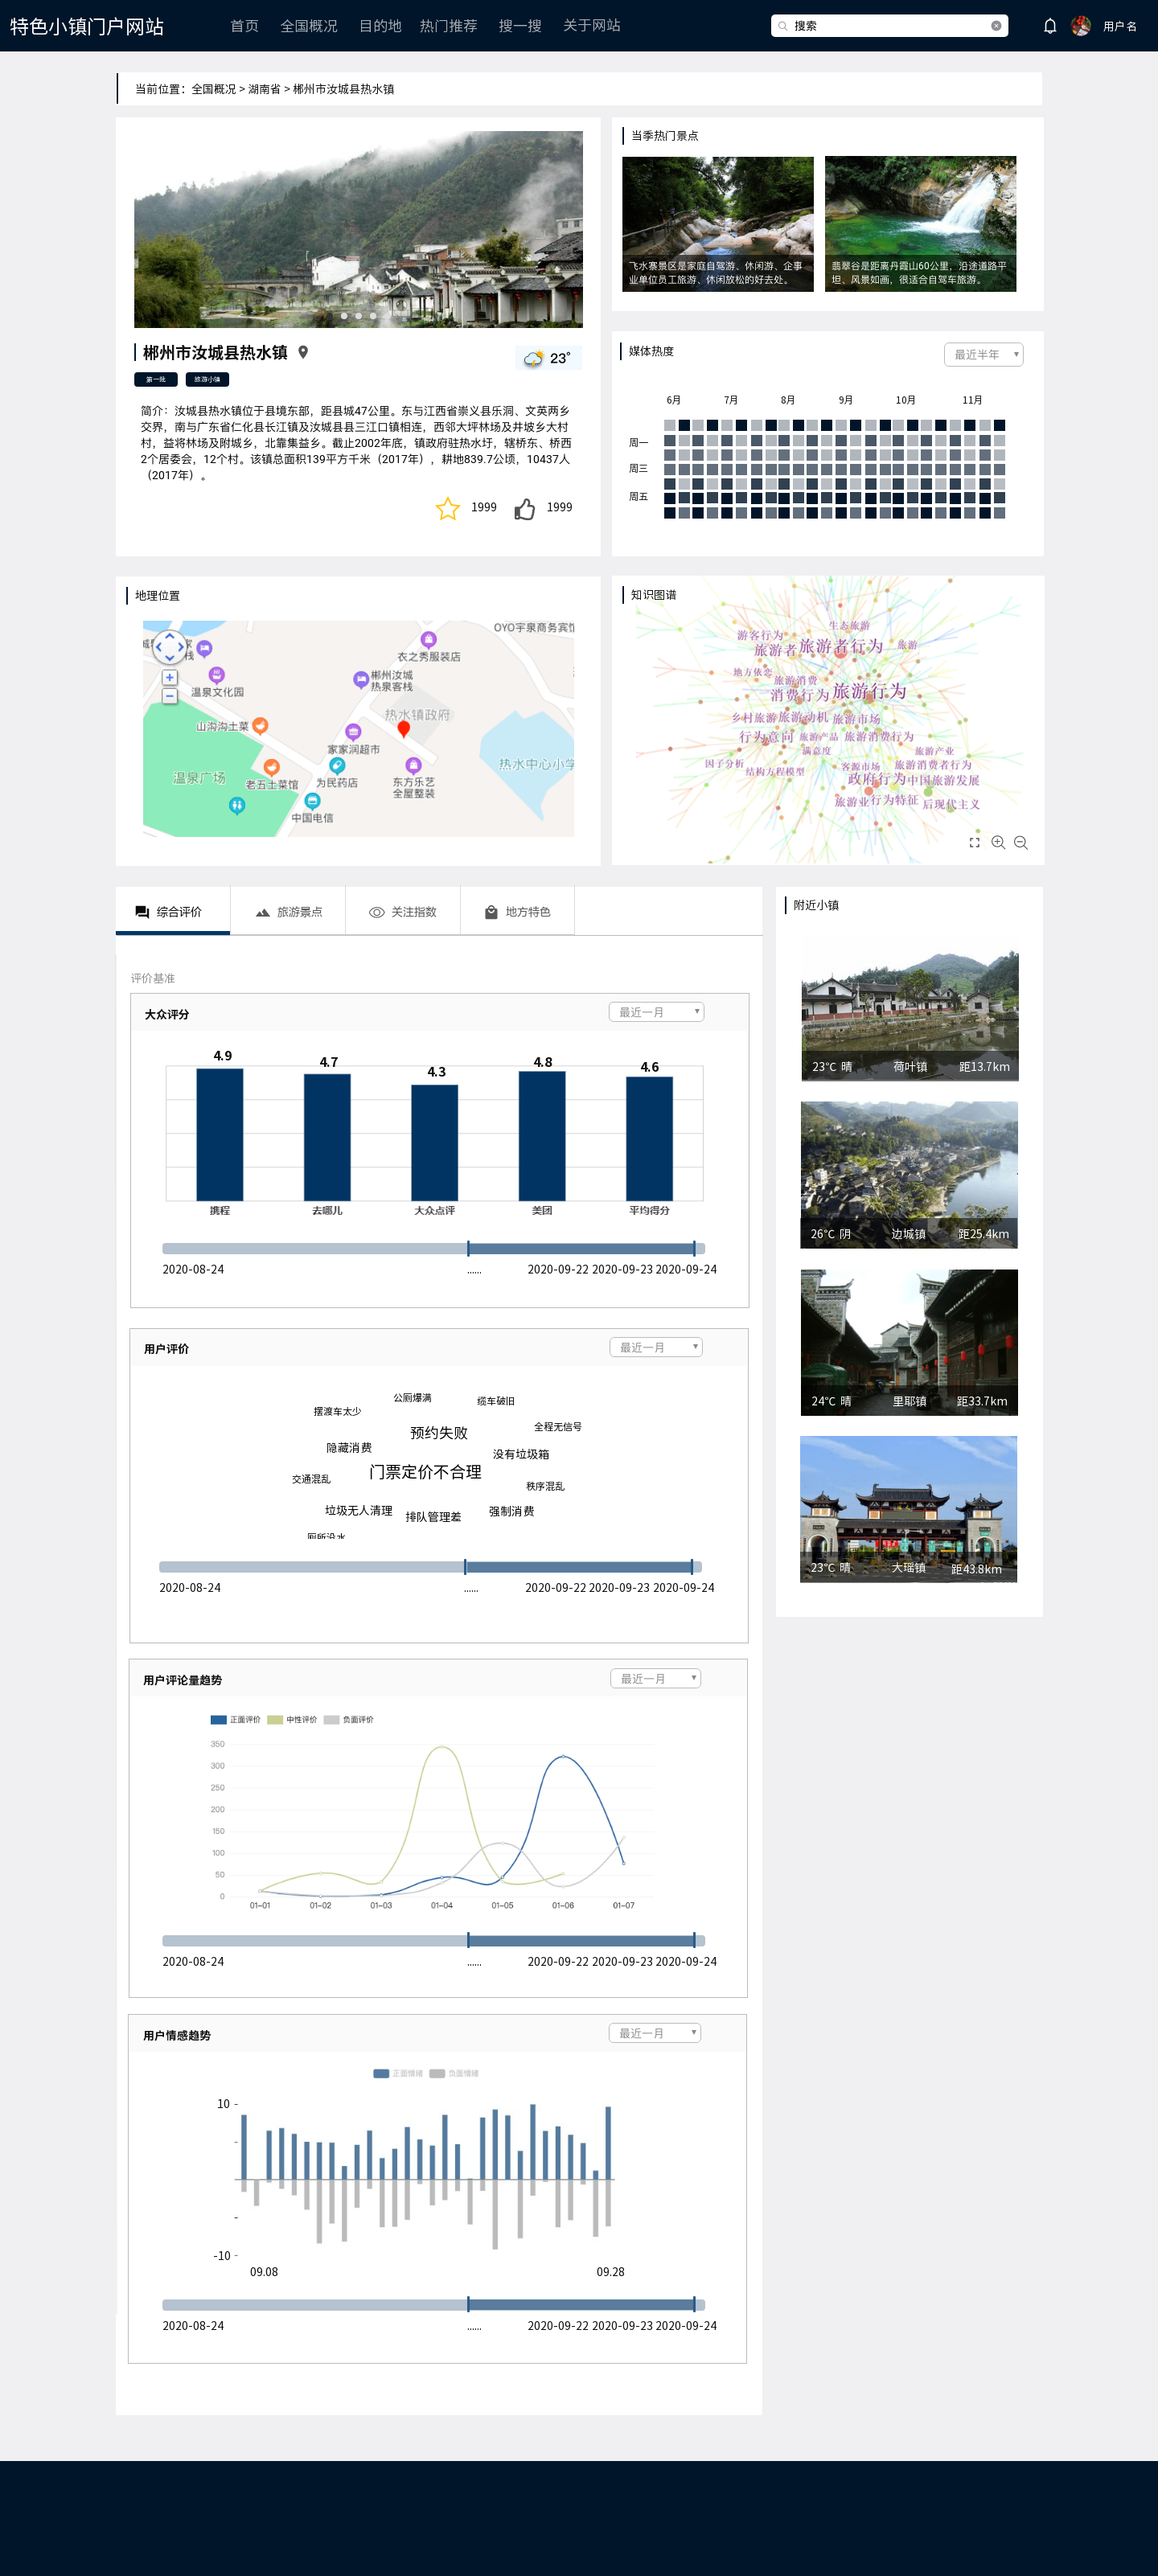 特色小镇门户网站
首页 全国概况 目的地 热门推荐 搜一搜 关于网站
搜索
用户名
当前位置：全国概况 > 湖南省 > 郴州市汝城县热水镇
郴州市汝城县热水镇
23°
第一批 旅游小镇
简介：汝城县热水镇位于县境东部，距县城47公里。东与江西省崇义县乐洞、文英两乡
交界，南与广东省仁化县长江镇及汝城县县三江口镇相连，西邻大坪林场及井坡乡大村
村，益将林场及附城乡，北靠集益乡。截止2002年底，镇政府驻热水圩，辖桥东、桥西
2个居委会，12个村。该镇总面积139平方千米（2017年），耕地839.7公顷，10437人
（2017年）。
1999 1999
当季热门景点
飞水寨景区是家庭自驾游、休闲游、企事
业单位员工旅游、休闲放松的好去处。
翡翠谷是距离丹霞山60公里，沿途道路平
坦、风景如画，很适合自驾车旅游。
媒体热度
最近半年
6月 7月 8月 9月 10月 11月
周一
周三
周五
地理位置
OYO宇泉商务宾馆
衣之秀服装店
栈
温泉文化园
郴州汝城
热泉客栈
山沟沟土菜
热水镇政府
家家润超市
温泉广场
老五土菜馆
为民药店
东方乐艺
全屋整装
热水中心小学
中国电信
知识图谱
生态旅游
游客行为
旅游者 旅游者行为 旅游
地方依恋
旅游消费
消费行为 旅游行为
乡村旅游 旅游动机 旅游市场
行为意向 旅游产品 旅游消费行为
满意度 旅游产业
因子分析 结构方程模型 客源市场 旅游消费者行为
政府行为 中国旅游发展
旅游业 行为特征 后现代主义
综合评价 旅游景点 关注指数 地方特色
评价基准
大众评分
最近一月
4.9 4.7 4.3 4.8 4.6
携程 去哪儿 大众点评 美团 平均得分
2020-08-24 ...... 2020-09-22 2020-09-23 2020-09-24
用户评价
最近一月
公厕爆满 缆车破旧
摆渡车太少
预约失败 全程无信号
隐藏消费 没有垃圾箱
门票定价不合理
交通混乱 秩序混乱
垃圾无人清理 排队管理差 强制消费
厕所没水
2020-08-24 ...... 2020-09-22 2020-09-23 2020-09-24
用户评论量趋势
最近一月
正面评价 中性评价 负面评价
350
300
250
200
150
100
50
0
01-01 01-02 01-03 01-04 01-05 01-06 01-07
2020-08-24 ...... 2020-09-22 2020-09-23 2020-09-24
用户情感趋势
最近一月
正面情绪 负面情绪
10
-10
09.08 09.28
2020-08-24 ...... 2020-09-22 2020-09-23 2020-09-24
附近小镇
23℃ 晴 荷叶镇 距13.7km
26℃ 阴 边城镇 距25.4km
24℃ 晴 里耶镇 距33.7km
23℃ 晴 大瑶镇 距43.8km